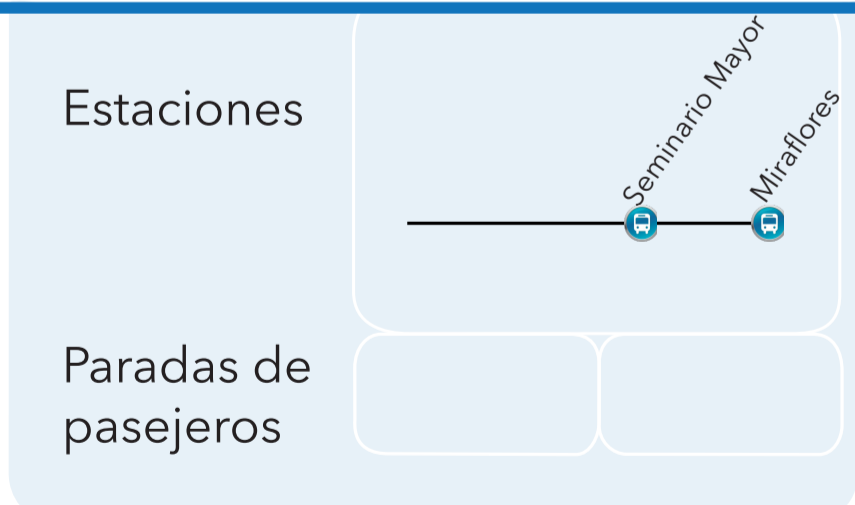 Estaciones
Seminario Mayor
Miraflores
Paradas de
pasejeros